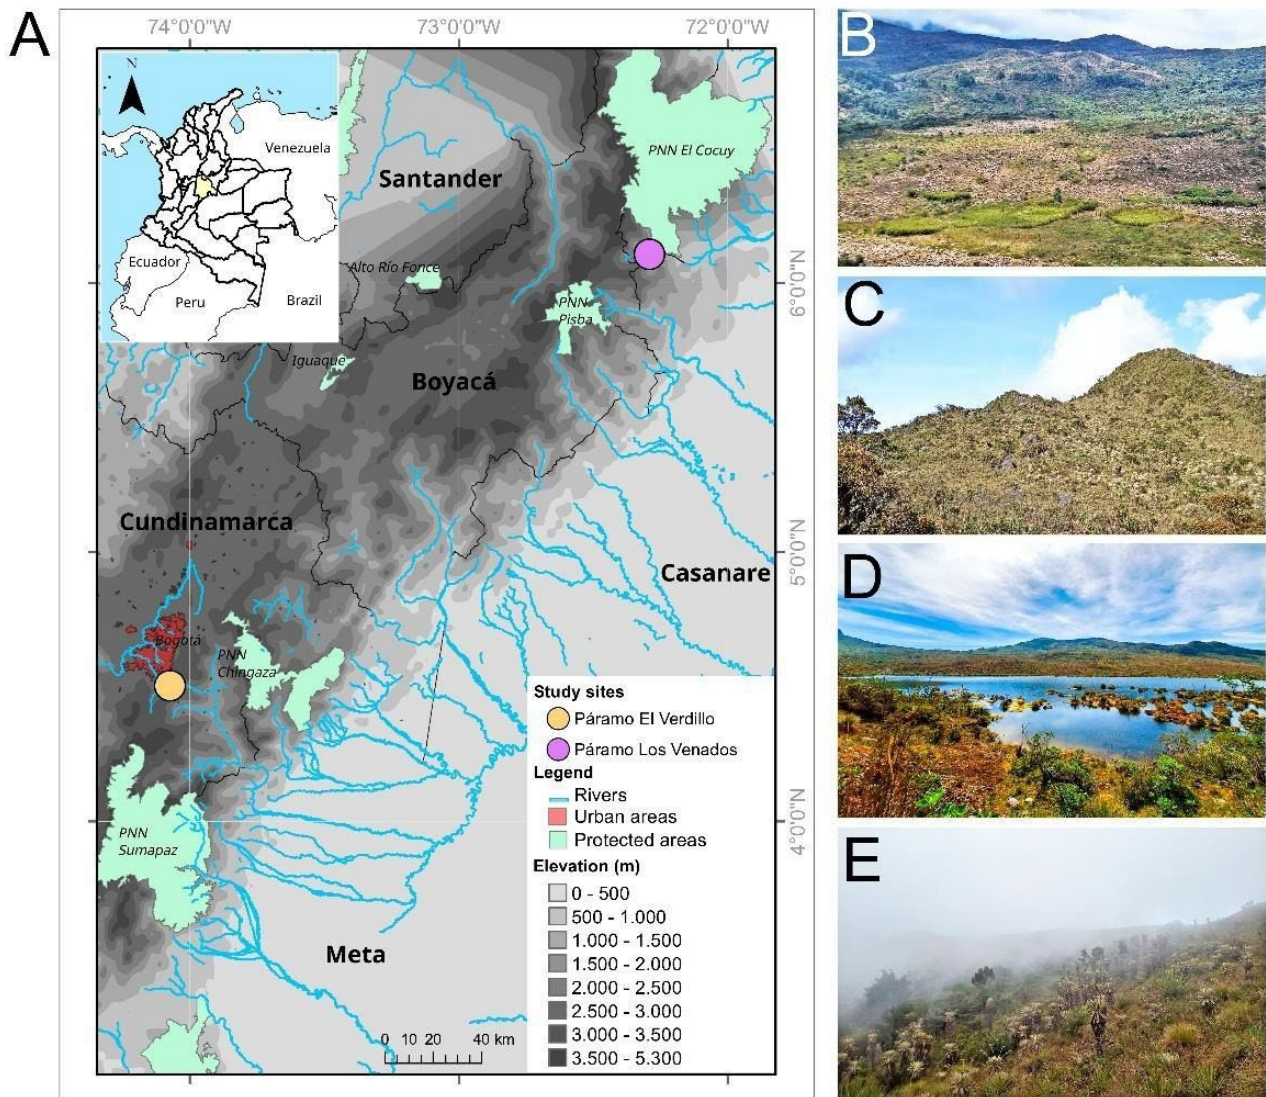 A
74°0'0"W
73°0'0"W
72°0'0"W
N
Venezuela
Ecuador
Peru
Brazil
Santander
PNN El Cocuy
Alto Río Fonce
6°0'0"N
PNN
Pisba
Iguaque
Boyacá
Cundinamarca
5°0'0"N
Casanare
Bogotá
PNN
Chingaza
Study sites
Páramo El Verdillo
Páramo Los Venados
Legend
Rivers
Urban areas
Protected areas
4°0'0"N
PNN
Sumapaz
Elevation (m)
0 - 500
500 - 1.000
1.000 - 1.500
1.500 - 2.000
2.000 - 2.500
2.500 - 3.000
3.000 - 3.500
3.500 - 5.300
Meta
0 10 20 40 km
B
C
D
E